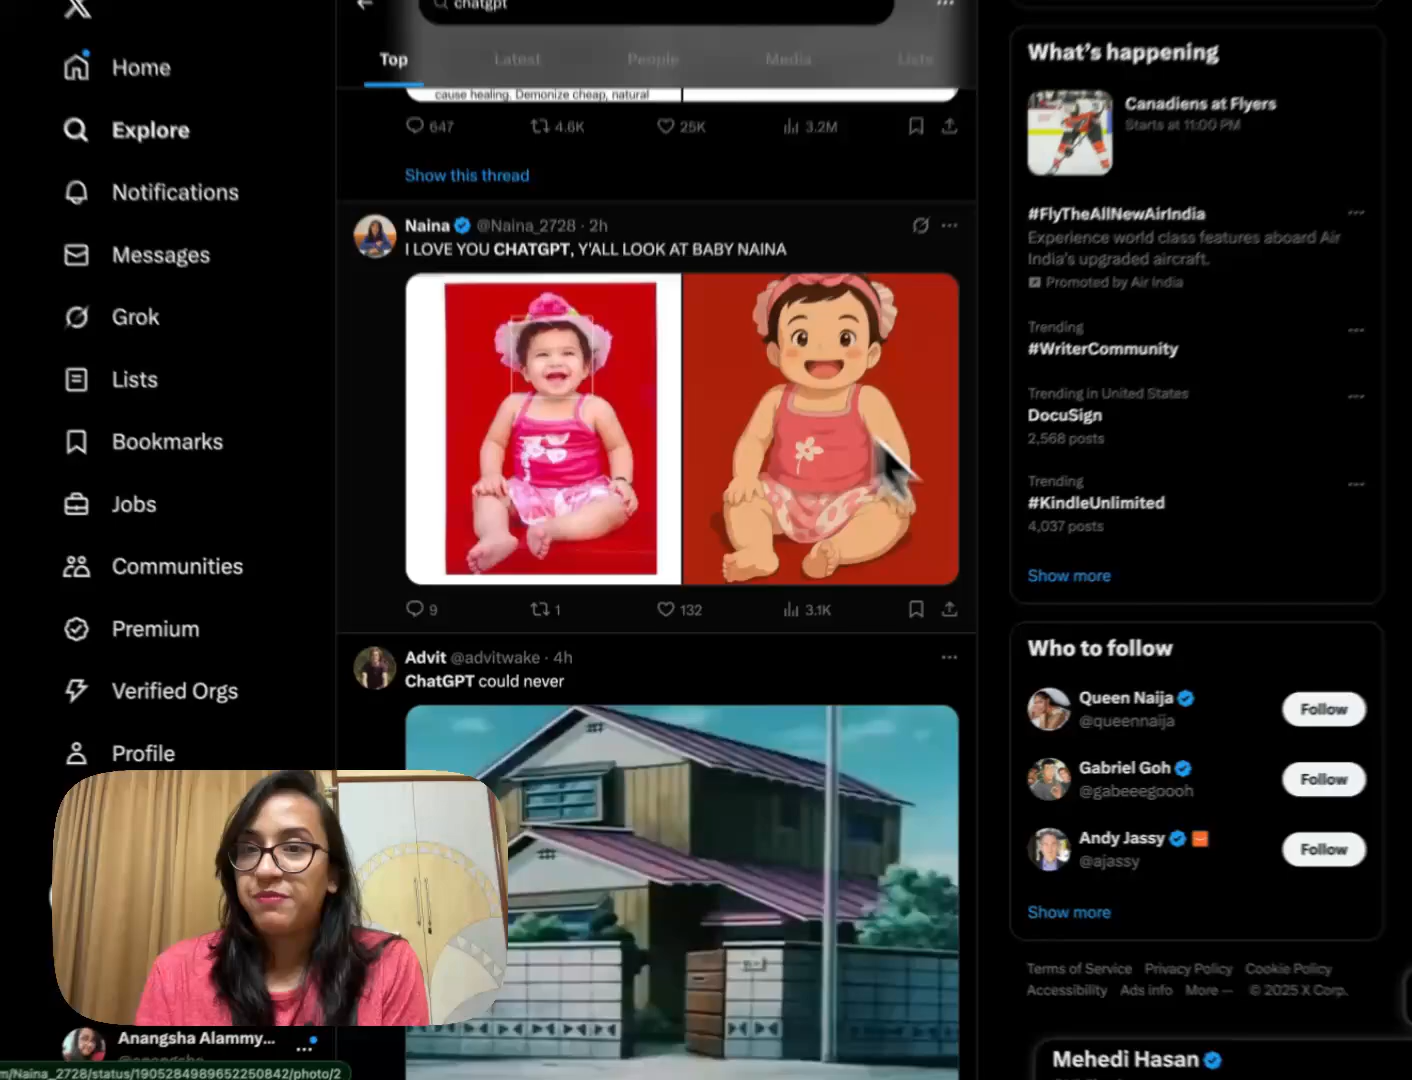 Home
Explore
Notifications
Messages
Grok
Lists
Bookmarks
Jobs
Communities
Premium
Verified Orgs
Profile
Anangsha Alammy...
@anangsha
m/Naina_2728/status/1905284989652250842/photo/2
chatgpt
Top
Latest
People
Media
Lists
cause healing. Demonize cheap, natural
647
4.6K
25K
3.2M
Show this thread
Naina @Naina_2728 · 2h
I LOVE YOU CHATGPT, Y'ALL LOOK AT BABY NAINA
9
1
132
3.1K
Advit @advitwake · 4h
ChatGPT could never
What's happening
Canadiens at Flyers
Starts at 11:00 PM
#FlyTheAllNewAirIndia
Experience world class features aboard Air
India's upgraded aircraft.
Promoted by Air India
Trending
#WriterCommunity
Trending in United States
DocuSign
2,568 posts
Trending
#KindleUnlimited
4,037 posts
Show more
Who to follow
Queen Naija
@queennaija
Follow
Gabriel Goh
@gabeeegoooh
Follow
Andy Jassy
@ajassy
Follow
Show more
Terms of Service Privacy Policy Cookie Policy
Accessibility Ads info More ··· © 2025 X Corp.
Mehedi Hasan